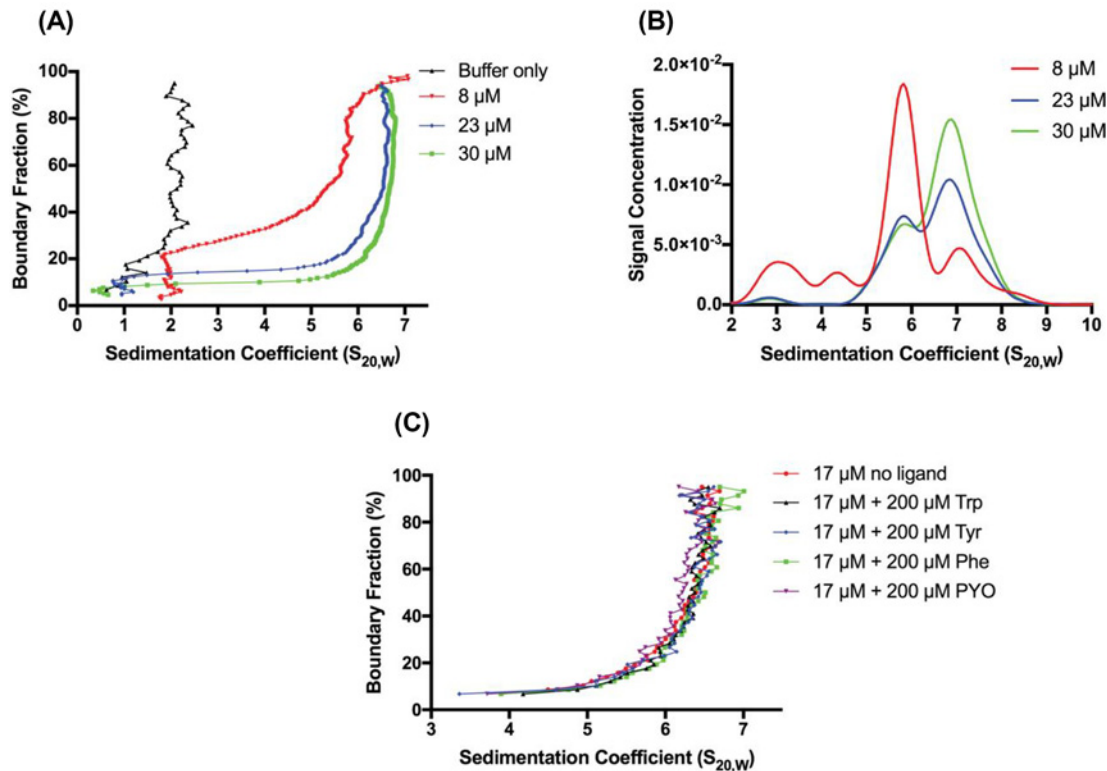 (A)
Boundary Fraction (%)
100
80
60
40
20
0
0 1 2 3 4 5 6 7
Sedimentation Coefficient (S20,W)
Buffer only
8 µM
23 µM
30 µM
(B)
Signal Concentration
2.0×10-2
1.5×10-2
1.0×10-2
5.0×10-3
0.0
2 3 4 5 6 7 8 9 10
Sedimentation Coefficient (S20,W)
8 µM
23 µM
30 µM
(C)
Boundary Fraction (%)
100
80
60
40
20
0
3 4 5 6 7
Sedimentation Coefficient (S20,W)
17 µM no ligand
17 µM + 200 µM Trp
17 µM + 200 µM Tyr
17 µM + 200 µM Phe
17 µM + 200 µM PYO